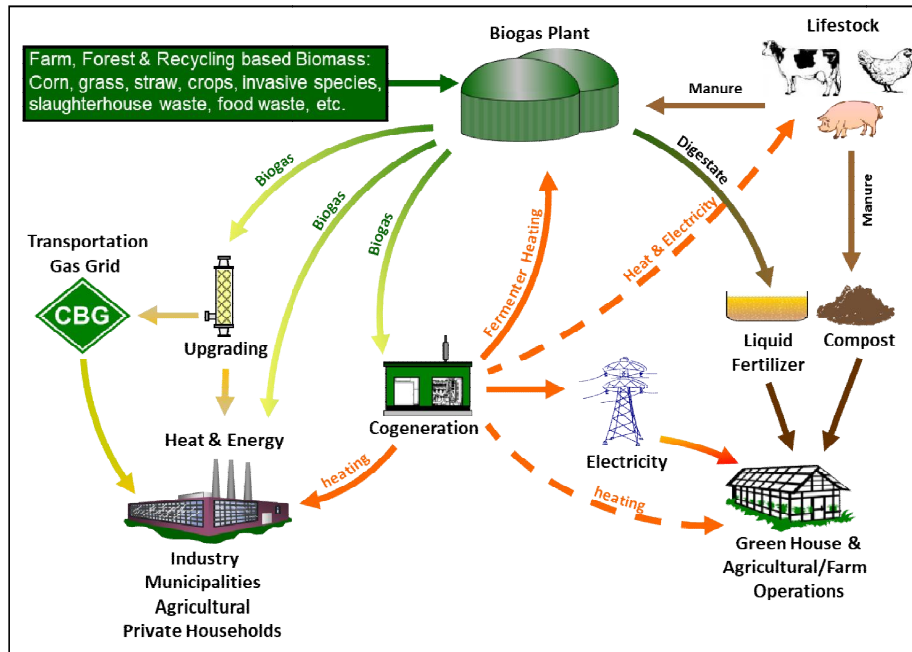 Biogas Plant
Lifestock
Farm, Forest & Recycling based Biomass:
Corn, grass, straw, crops, invasive species,
slaughterhouse waste, food waste, etc.
Manure
Biogas
Biogas
Biogas
Digestate
Manure
Fermenter Heating
Heat & Electricity
Transportation
Gas Grid
CBG
Upgrading
Liquid
Fertilizer
Compost
Heat & Energy
Cogeneration
Electricity
heating
heating
Industry
Municipalities
Agricultural
Private Households
Green House &
Agricultural/Farm
Operations